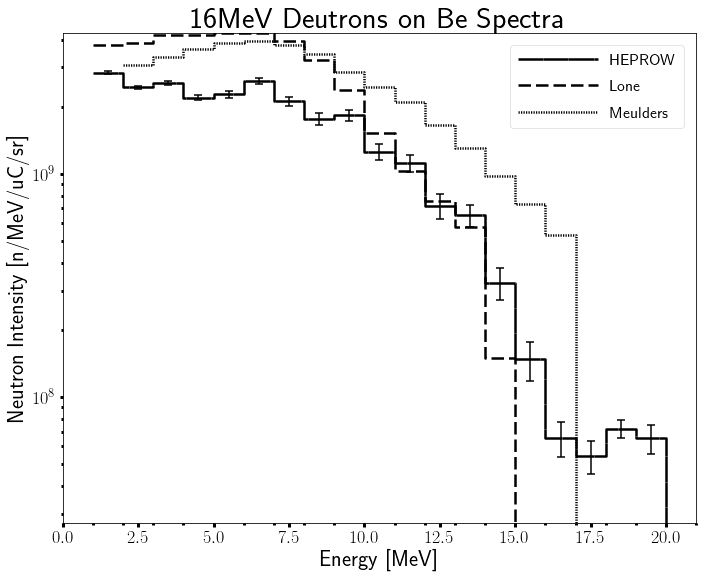 16MeV Deutrons on Be Spectra
HEPROW
Lone
Meulders
Neutron Intensity [n/MeV/uC/sr]
10^9
10^8
0.0 2.5 5.0 7.5 10.0 12.5 15.0 17.5 20.0
Energy [MeV]